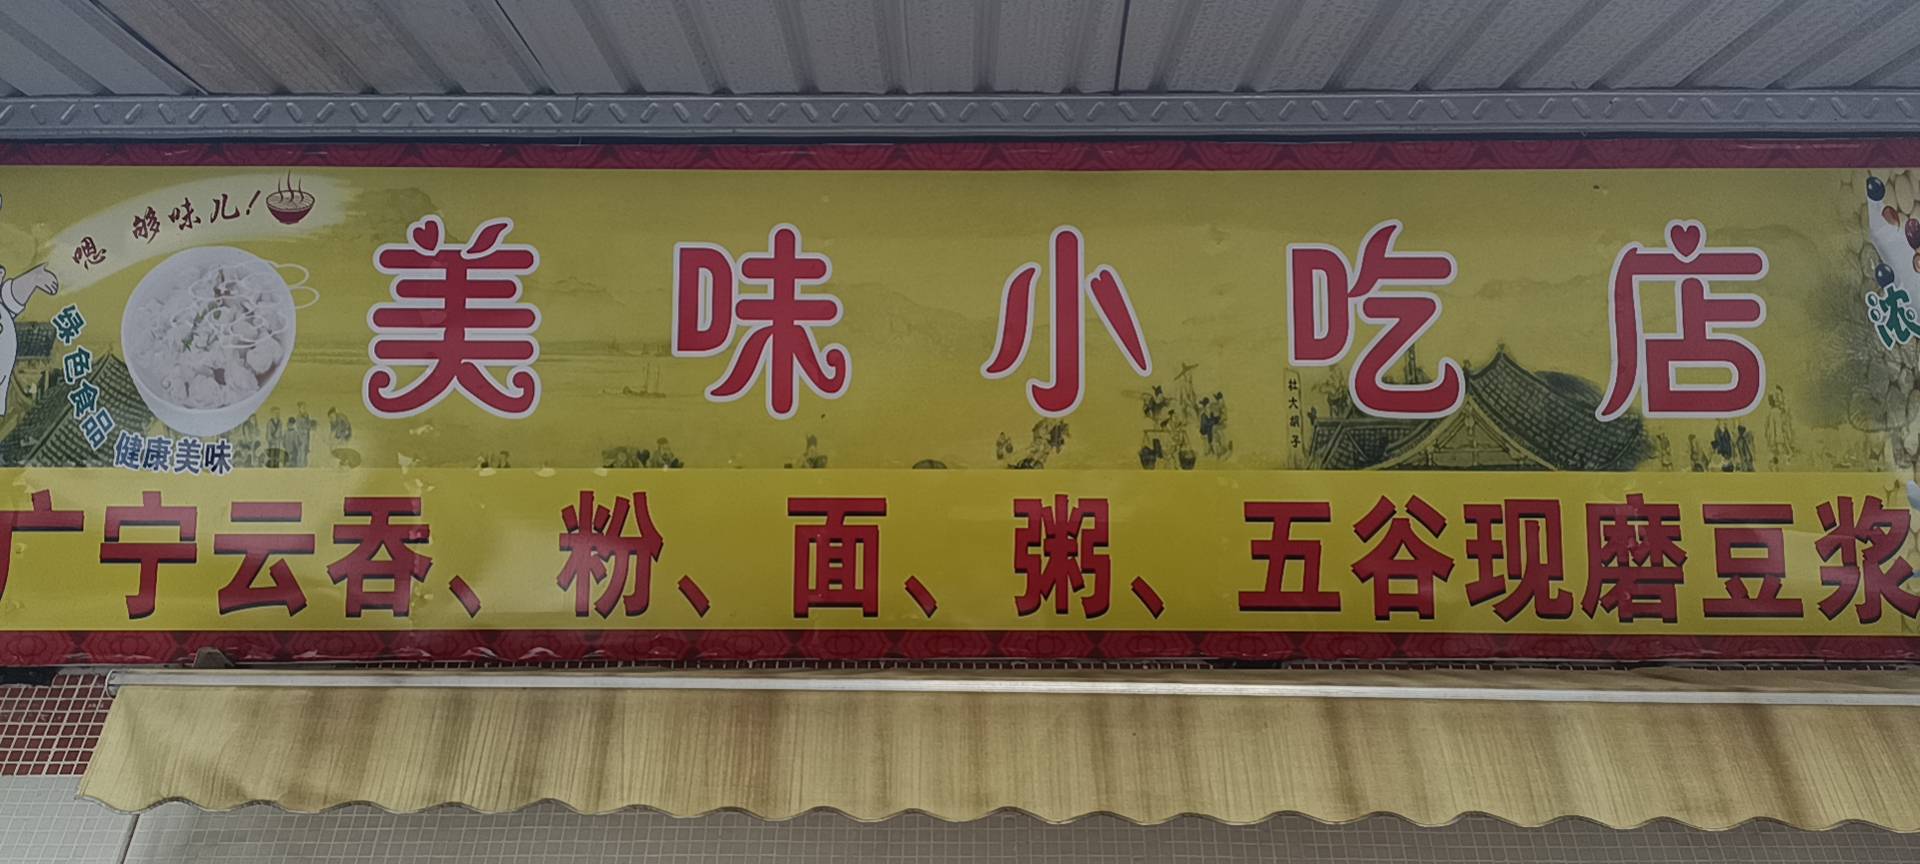 嗯 够味儿!
美味小吃店
绿色食品
健康美味
杜大胡子
浓
广宁云吞、粉、面、粥、五谷现磨豆浆